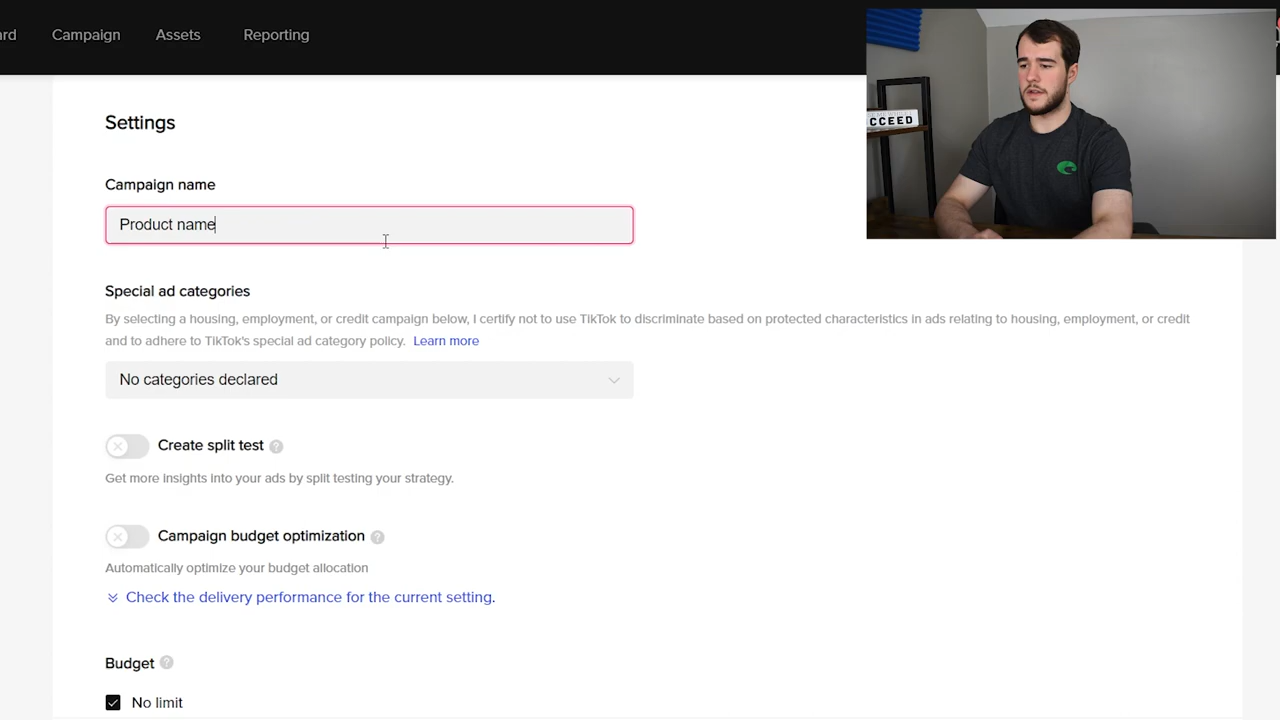 rd Campaign Assets Reporting
CCEED
Settings
Campaign name
Product name
Special ad categories
By selecting a housing, employment, or credit campaign below, I certify not to use TikTok to discriminate based on protected characteristics in ads relating to housing, employment, or credit
and to adhere to TikTok's special ad category policy. Learn more
No categories declared
Create split test
Get more insights into your ads by split testing your strategy.
Campaign budget optimization
Automatically optimize your budget allocation
Check the delivery performance for the current setting.
Budget
No limit